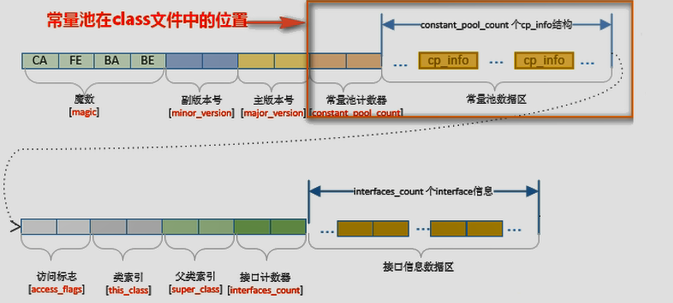 常量池在class文件中的位置
constant_pool_count 个cp_info结构
CA FE BA BE ... cp_info ... cp_info ...
魔数 副版本号 主版本号 常量池计数器 常量池数据区
[magic] [minor_version] [major_version] [constant_pool_count]
interfaces_count 个interface信息
... ... ...
访问标志 类索引 父类索引 接口计数器 接口信息数据区
[access_flags] [this_class] [super_class] [interfaces_count]